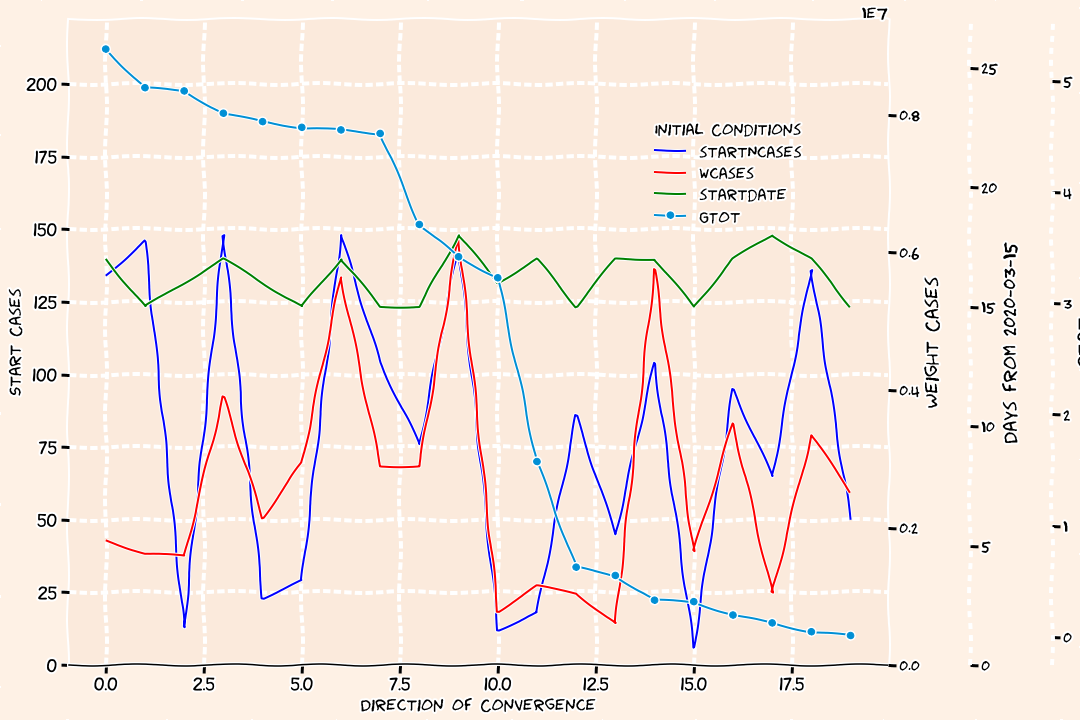 1E7
200
175
150
125
100
75
50
25
0
START CASES
INITIAL CONDITIONS
STARTNCASES
WCASES
STARTDATE
GTOT
0.8
0.6
0.4
0.2
0.0
WEIGHT CASES
25
20
15
10
5
0
DAYS FROM 2020-03-15
5
4
3
2
1
0
0.0 2.5 5.0 7.5 10.0 12.5 15.0 17.5
DIRECTION OF CONVERGENCE